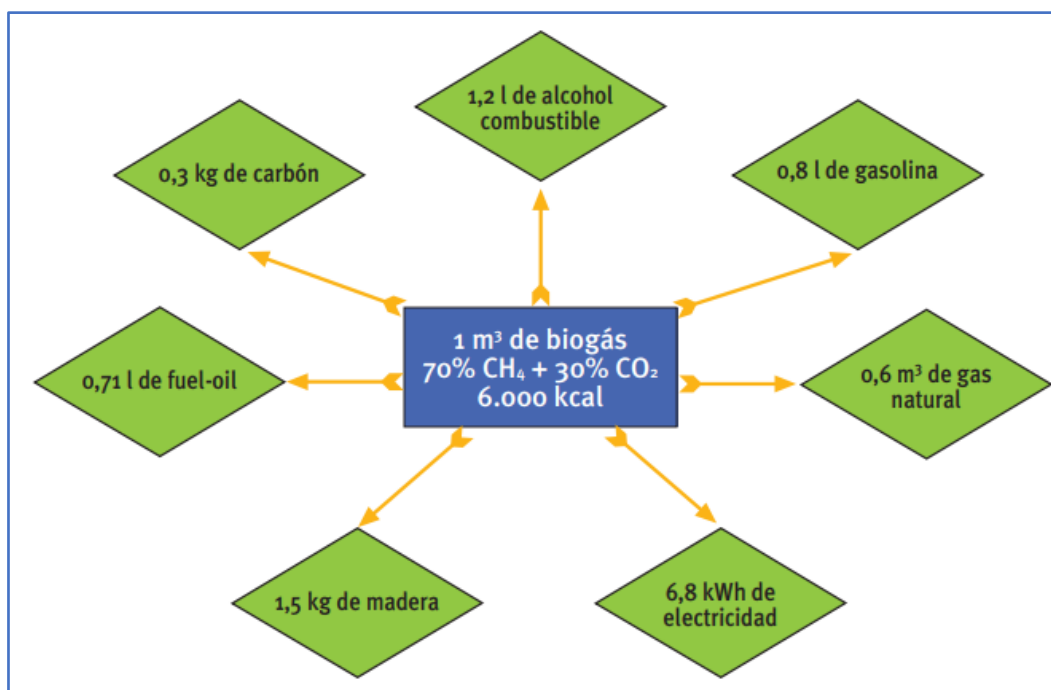 1,2 l de alcohol
combustible
0,3 kg de carbón
0,8 l de gasolina
1 m³ de biogás
70% CH₄ + 30% CO₂
6.000 kcal
0,71 l de fuel-oil
0,6 m³ de gas
natural
1,5 kg de madera
6,8 kWh de
electricidad